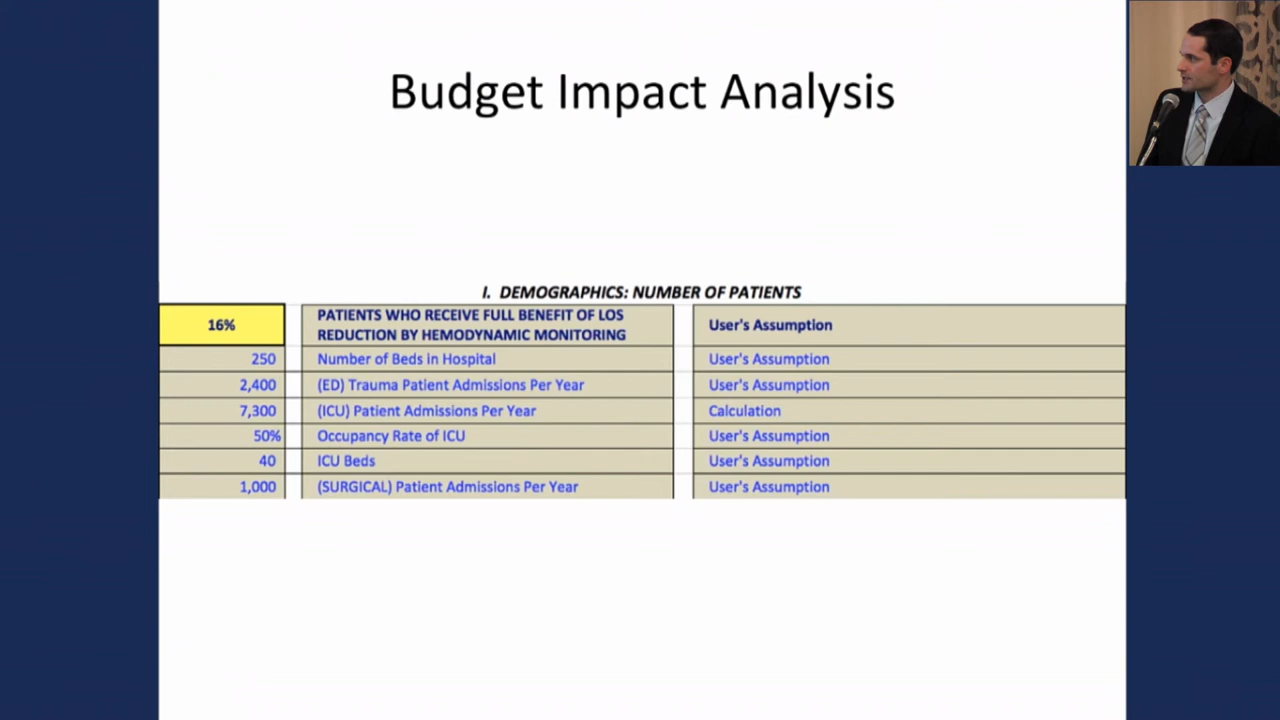 Budget Impact Analysis
I. DEMOGRAPHICS: NUMBER OF PATIENTS
16% PATIENTS WHO RECEIVE FULL BENEFIT OF LOS REDUCTION BY HEMODYNAMIC MONITORING User's Assumption
250 Number of Beds in Hospital User's Assumption
2,400 (ED) Trauma Patient Admissions Per Year User's Assumption
7,300 (ICU) Patient Admissions Per Year Calculation
50% Occupancy Rate of ICU User's Assumption
40 ICU Beds User's Assumption
1,000 (SURGICAL) Patient Admissions Per Year User's Assumption